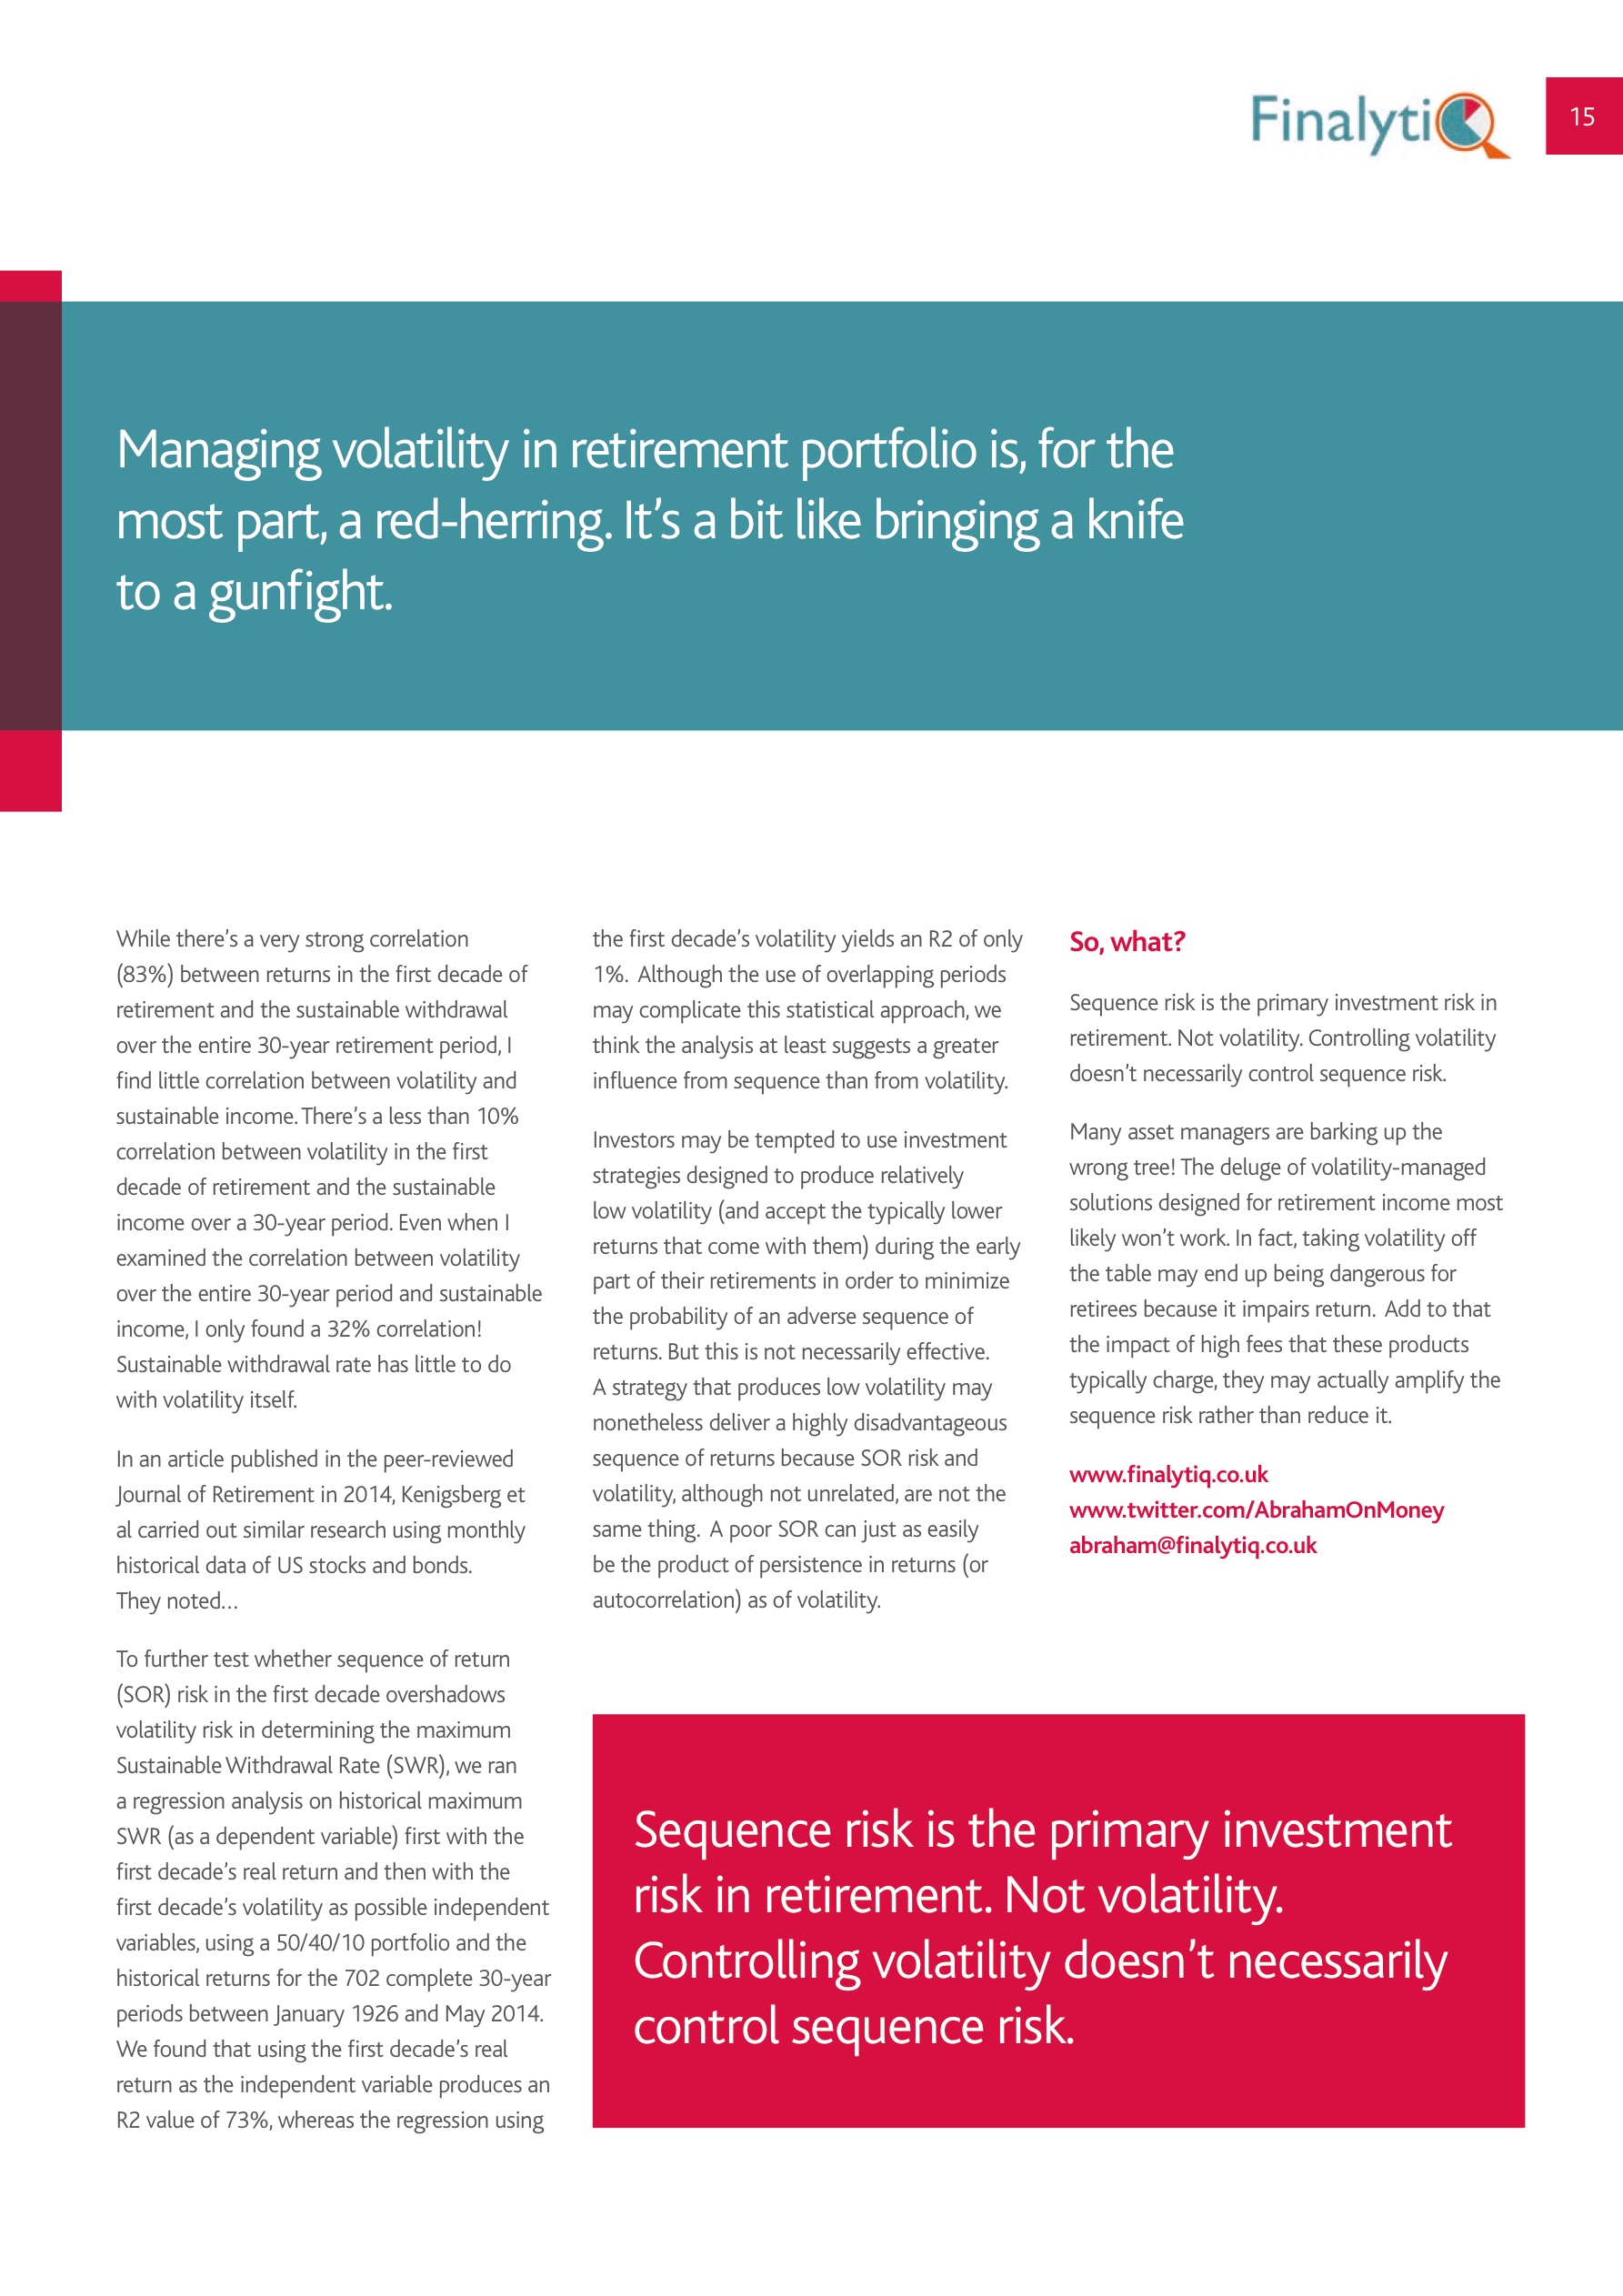 FinalytiQ
15
Managing volatility in retirement portfolio is, for the
most part, a red-herring. It’s a bit like bringing a knife
to a gunfight.
While there’s a very strong correlation
(83%) between returns in the first decade of
retirement and the sustainable withdrawal
over the entire 30-year retirement period, I
find little correlation between volatility and
sustainable income. There’s a less than 10%
correlation between volatility in the first
decade of retirement and the sustainable
income over a 30-year period. Even when I
examined the correlation between volatility
over the entire 30-year period and sustainable
income, I only found a 32% correlation!
Sustainable withdrawal rate has little to do
with volatility itself.
In an article published in the peer-reviewed
Journal of Retirement in 2014, Kenigsberg et
al carried out similar research using monthly
historical data of US stocks and bonds.
They noted…
To further test whether sequence of return
(SOR) risk in the first decade overshadows
volatility risk in determining the maximum
Sustainable Withdrawal Rate (SWR), we ran
a regression analysis on historical maximum
SWR (as a dependent variable) first with the
first decade’s real return and then with the
first decade’s volatility as possible independent
variables, using a 50/40/10 portfolio and the
historical returns for the 702 complete 30-year
periods between January 1926 and May 2014.
We found that using the first decade’s real
return as the independent variable produces an
R2 value of 73%, whereas the regression using
the first decade’s volatility yields an R2 of only
1%. Although the use of overlapping periods
may complicate this statistical approach, we
think the analysis at least suggests a greater
influence from sequence than from volatility.
Investors may be tempted to use investment
strategies designed to produce relatively
low volatility (and accept the typically lower
returns that come with them) during the early
part of their retirements in order to minimize
the probability of an adverse sequence of
returns. But this is not necessarily effective.
A strategy that produces low volatility may
nonetheless deliver a highly disadvantageous
sequence of returns because SOR risk and
volatility, although not unrelated, are not the
same thing. A poor SOR can just as easily
be the product of persistence in returns (or
autocorrelation) as of volatility.
So, what?
Sequence risk is the primary investment risk in
retirement. Not volatility. Controlling volatility
doesn’t necessarily control sequence risk.
Many asset managers are barking up the
wrong tree! The deluge of volatility-managed
solutions designed for retirement income most
likely won’t work. In fact, taking volatility off
the table may end up being dangerous for
retirees because it impairs return. Add to that
the impact of high fees that these products
typically charge, they may actually amplify the
sequence risk rather than reduce it.
www.finalytiq.co.uk
www.twitter.com/AbrahamOnMoney
abraham@finalytiq.co.uk
Sequence risk is the primary investment
risk in retirement. Not volatility.
Controlling volatility doesn’t necessarily
control sequence risk.